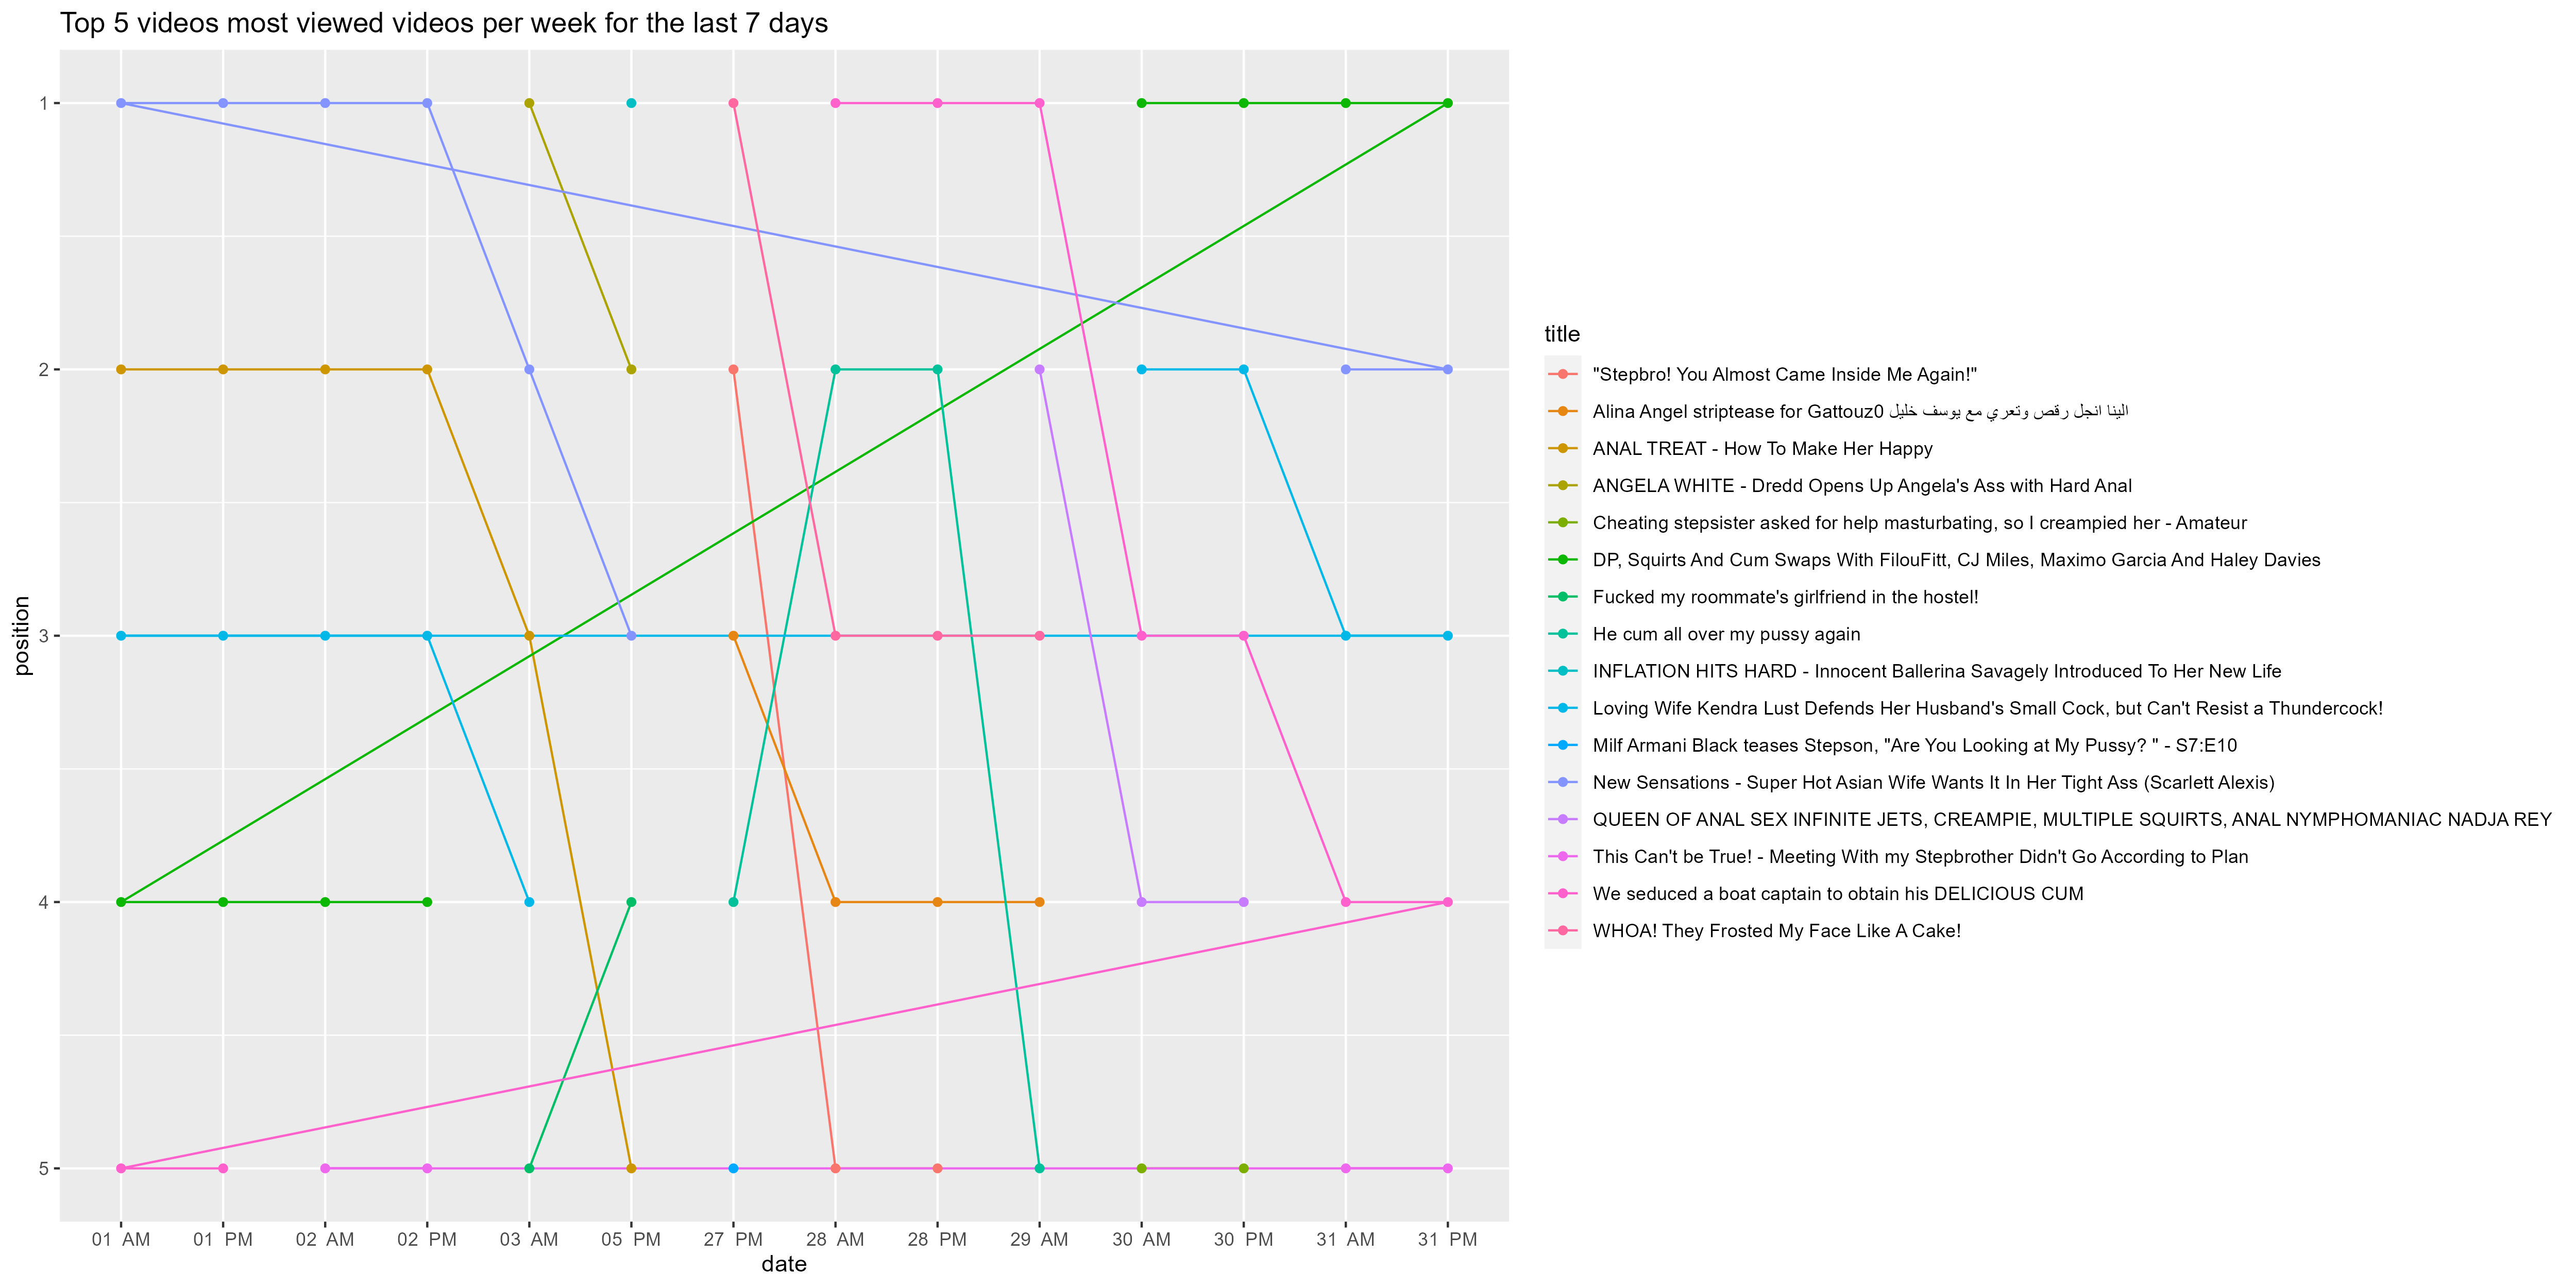 Top 5 videos most viewed videos per week for the last 7 days
position
1
2
3
4
5
01 AM
01 PM
02 AM
02 PM
03 AM
05 PM
27 PM
28 AM
28 PM
29 AM
30 AM
30 PM
31 AM
31 PM
date
title
"Stepbro! You Almost Came Inside Me Again!"
Alina Angel striptease for Gattouz0 الينا انجل رقص وتعري مع يوسف خليل
ANAL TREAT - How To Make Her Happy
ANGELA WHITE - Dredd Opens Up Angela's Ass with Hard Anal
Cheating stepsister asked for help masturbating, so I creampied her - Amateur
DP, Squirts And Cum Swaps With FilouFitt, CJ Miles, Maximo Garcia And Haley Davies
Fucked my roommate's girlfriend in the hostel!
He cum all over my pussy again
INFLATION HITS HARD - Innocent Ballerina Savagely Introduced To Her New Life
Loving Wife Kendra Lust Defends Her Husband's Small Cock, but Can't Resist a Thundercock!
Milf Armani Black teases Stepson, "Are You Looking at My Pussy? " - S7:E10
New Sensations - Super Hot Asian Wife Wants It In Her Tight Ass (Scarlett Alexis)
QUEEN OF ANAL SEX INFINITE JETS, CREAMPIE, MULTIPLE SQUIRTS, ANAL NYMPHOMANIAC NADJA REY
This Can't be True! - Meeting With my Stepbrother Didn't Go According to Plan
We seduced a boat captain to obtain his DELICIOUS CUM
WHOA! They Frosted My Face Like A Cake!